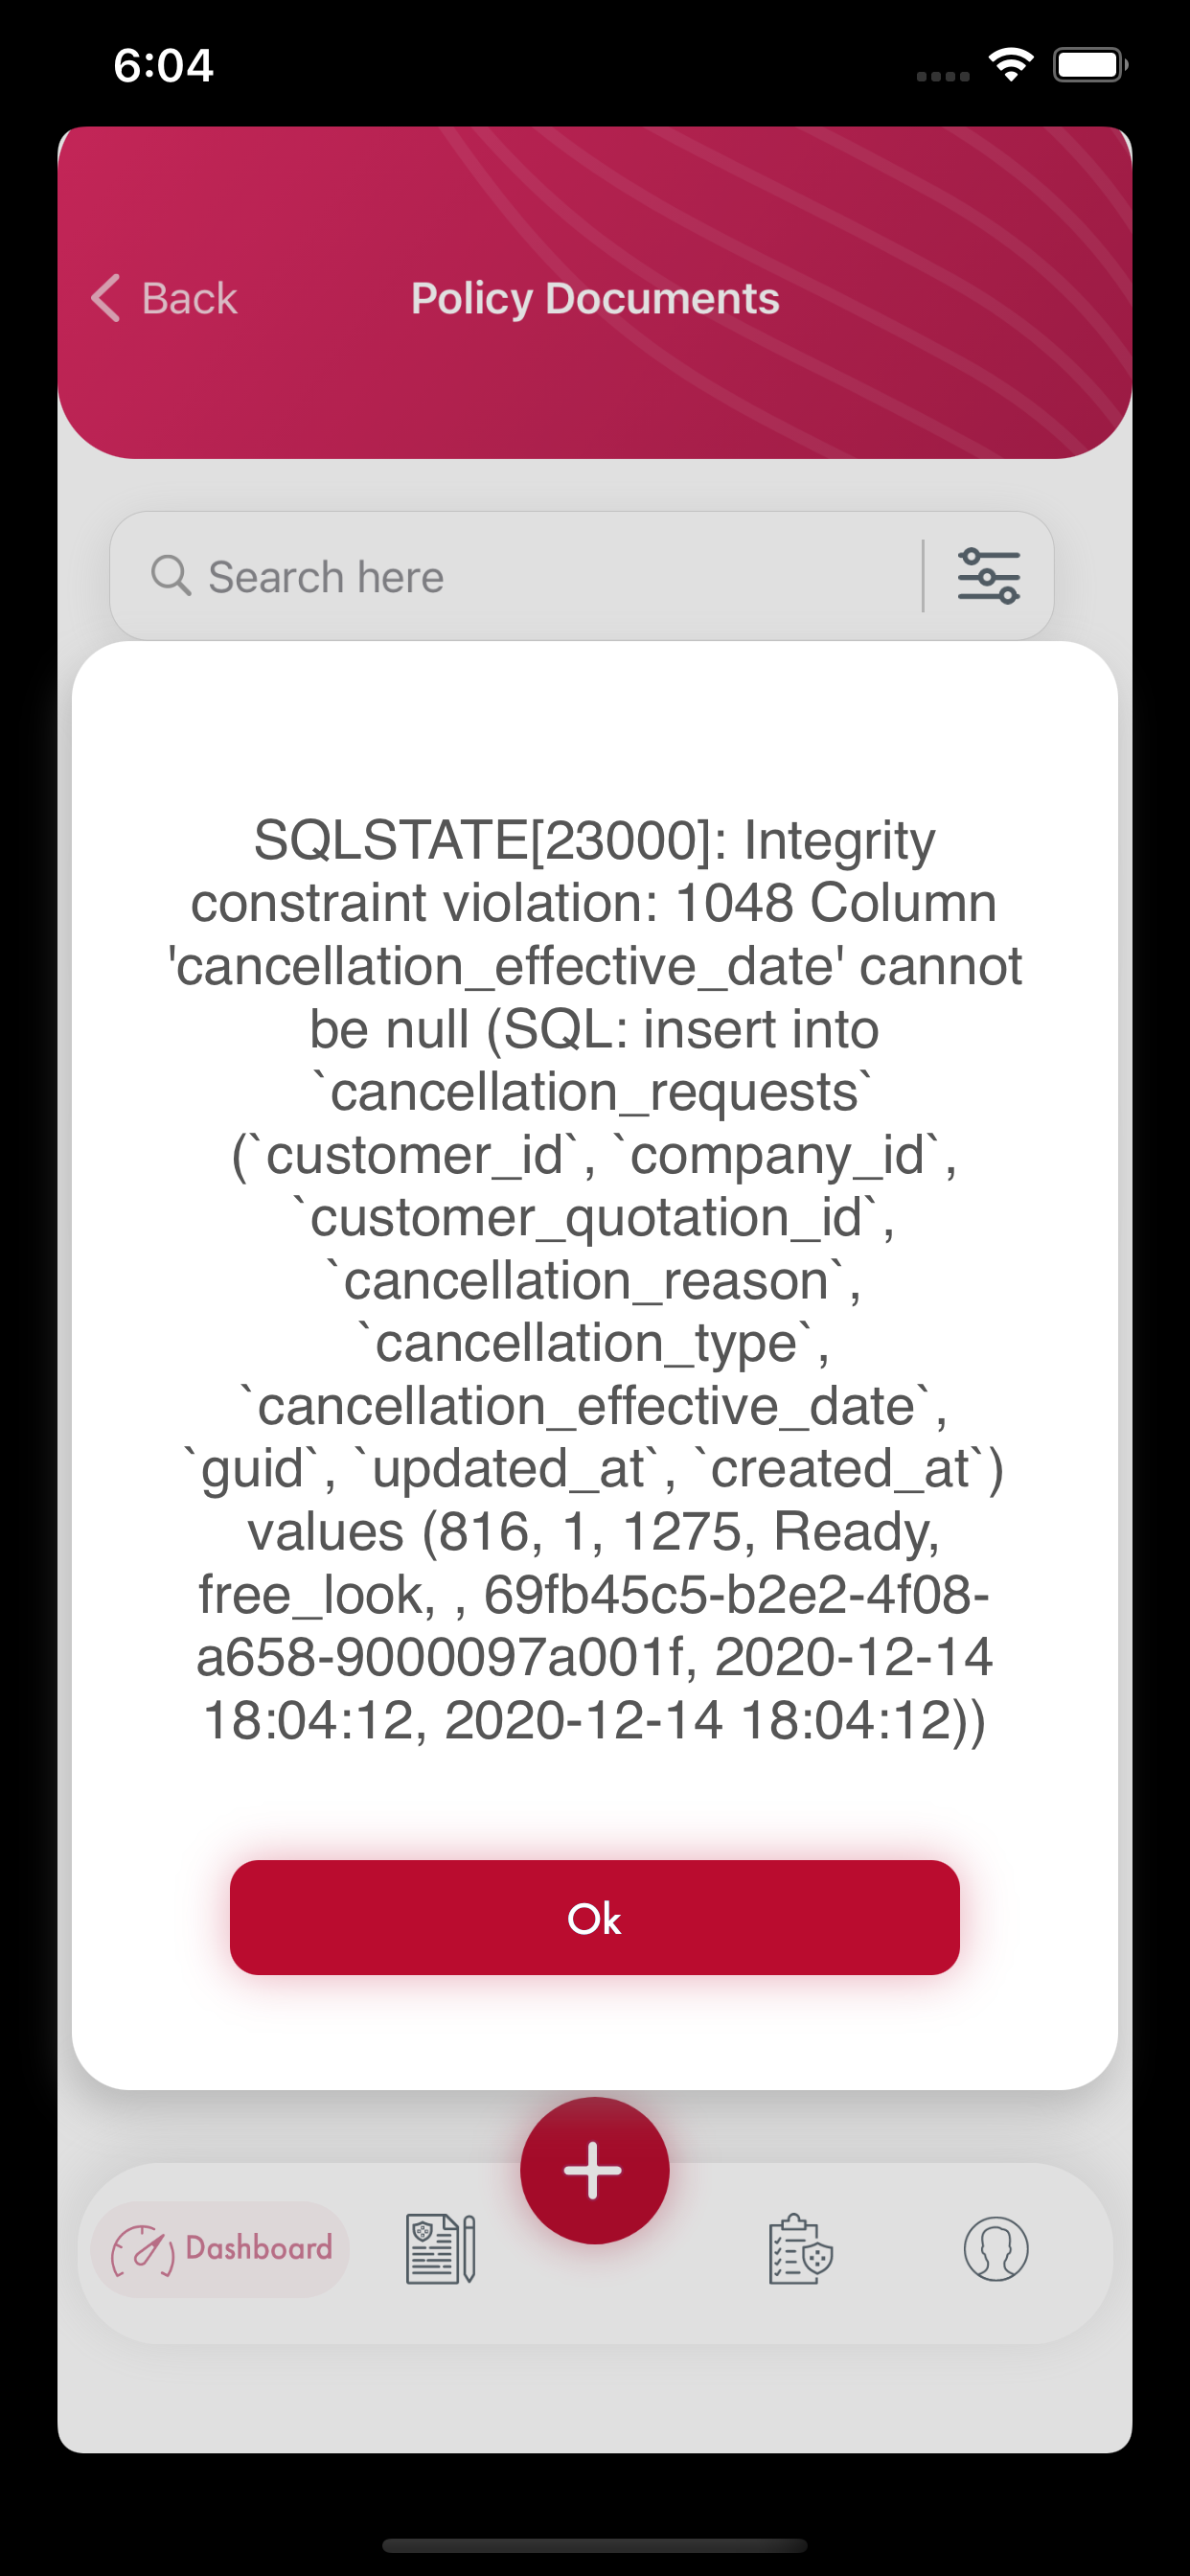 6:04
Back
Policy Documents
Search here
SQLSTATE[23000]: Integrity
constraint violation: 1048 Column
'cancellation_effective_date' cannot
be null (SQL: insert into
`cancellation_requests`
(`customer_id`, `company_id`,
`customer_quotation_id`,
`cancellation_reason`,
`cancellation_type`,
`cancellation_effective_date`,
`guid`, `updated_at`, `created_at`)
values (816, 1, 1275, Ready,
free_look, , 69fb45c5-b2e2-4f08-
a658-9000097a001f, 2020-12-14
18:04:12, 2020-12-14 18:04:12))
Ok
Dashboard